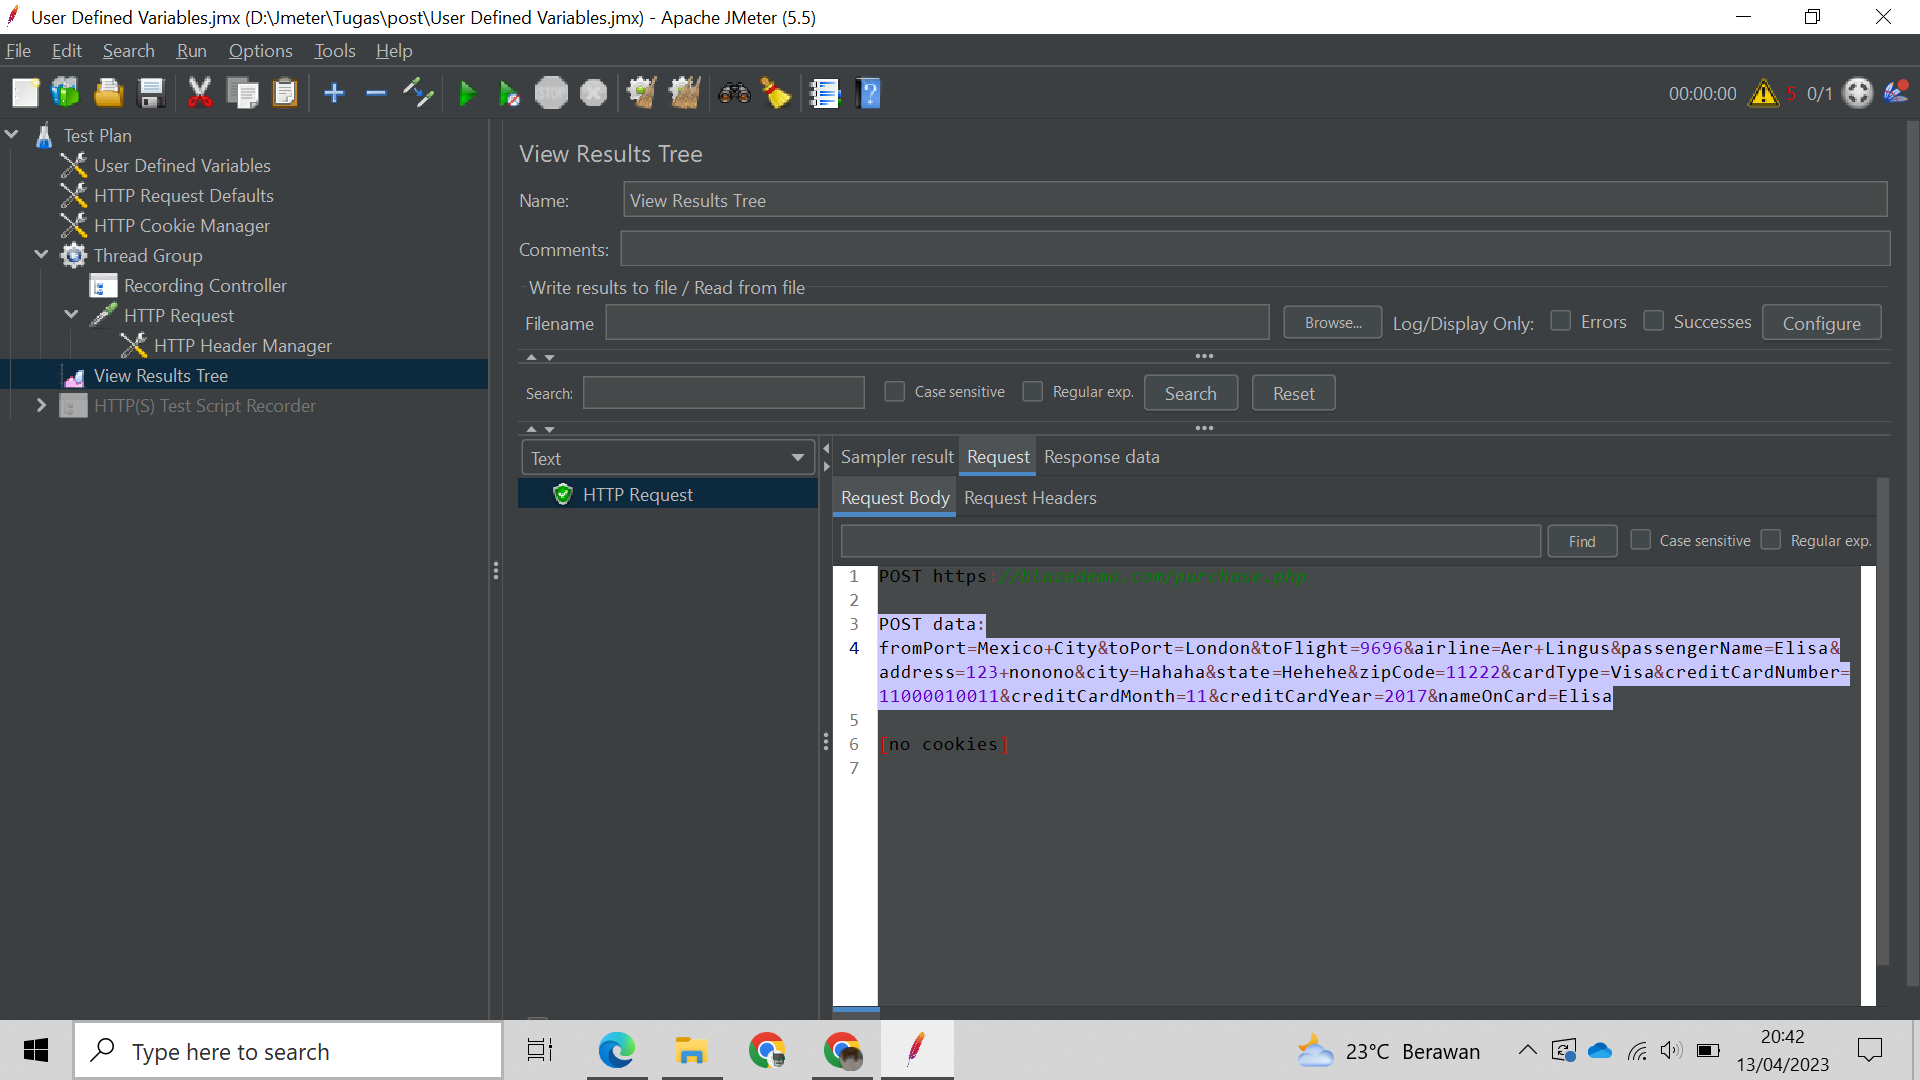 User Defined Variables.jmx (D:\Jmeter\Tugas\post\User Defined Variables.jmx) - Apache JMeter (5.5)
File Edit Search Run Options Tools Help
STOP
00:00:00 5 0/1
Test Plan
User Defined Variables
HTTP Request Defaults
HTTP Cookie Manager
Thread Group
Recording Controller
HTTP Request
HTTP Header Manager
View Results Tree
HTTP(S) Test Script Recorder
View Results Tree
Name: View Results Tree
Comments:
Write results to file / Read from file
Filename Browse... Log/Display Only: Errors Successes Configure
Search: Case sensitive Regular exp. Search Reset
Text
HTTP Request
Sampler result Request Response data
Request Body Request Headers
Find Case sensitive Regular exp.
1 POST https://blazedemo.com/purchase.php
2
3 POST data:
4 fromPort=Mexico+City&toPort=London&toFlight=9696&airline=Aer+Lingus&passengerName=Elisa&
address=123+nonono&city=Hahaha&state=Hehehe&zipCode=11222&cardType=Visa&creditCardNumber=
11000010011&creditCardMonth=11&creditCardYear=2017&nameOnCard=Elisa
5
6 [no cookies]
7
Type here to search
23°C Berawan
20:42
13/04/2023